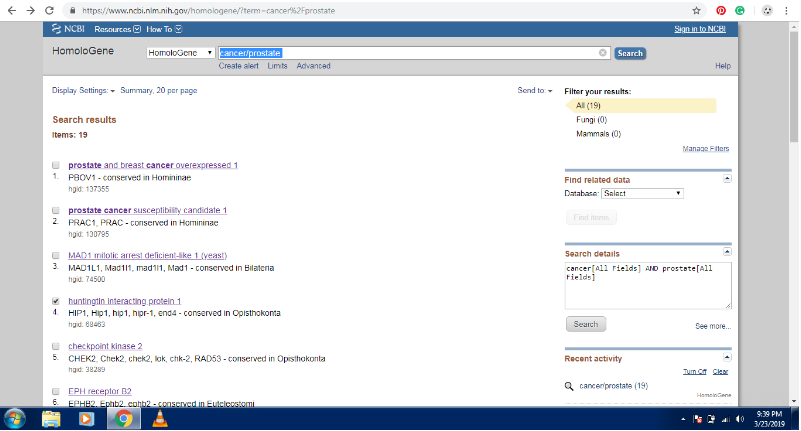 https://www.ncbi.nlm.nih.gov/homologene/?term=cancer%2Fprostate
NCBI Resources How To Sign in to NCBI
HomoloGene HomoloGene cancer/prostate Search
Create alert Limits Advanced Help
Display Settings: Summary, 20 per page Send to:
Search results
Items: 19
prostate and breast cancer overexpressed 1
1. PBOV1 - conserved in Homininae
hgid: 137355
prostate cancer susceptibility candidate 1
2. PRAC1, PRAC - conserved in Homininae
hgid: 130795
MAD1 mitotic arrest deficient-like 1 (yeast)
3. MAD1L1, Mad1l1, mad1l1, Mad1 - conserved in Bilateria
hgid: 74500
huntingtin interacting protein 1
4. HIP1, Hip1, hip1, hipr-1, end4 - conserved in Opisthokonta
hgid: 68463
checkpoint kinase 2
5. CHEK2, Chek2, chek2, lok, chk-2, RAD53 - conserved in Opisthokonta
hgid: 38289
EPH receptor B2
6. EPHB2, Ephb2, ephb2 - conserved in Euteleostomi
Filter your results:
All (19)
Fungi (0)
Mammals (0)
Manage Filters
Find related data
Database: Select
Find items
Search details
cancer[All Fields] AND prostate[All
Fields]
Search See more...
Recent activity
Turn Off Clear
cancer/prostate (19)
HomoloGene
9:39 PM
3/23/2019